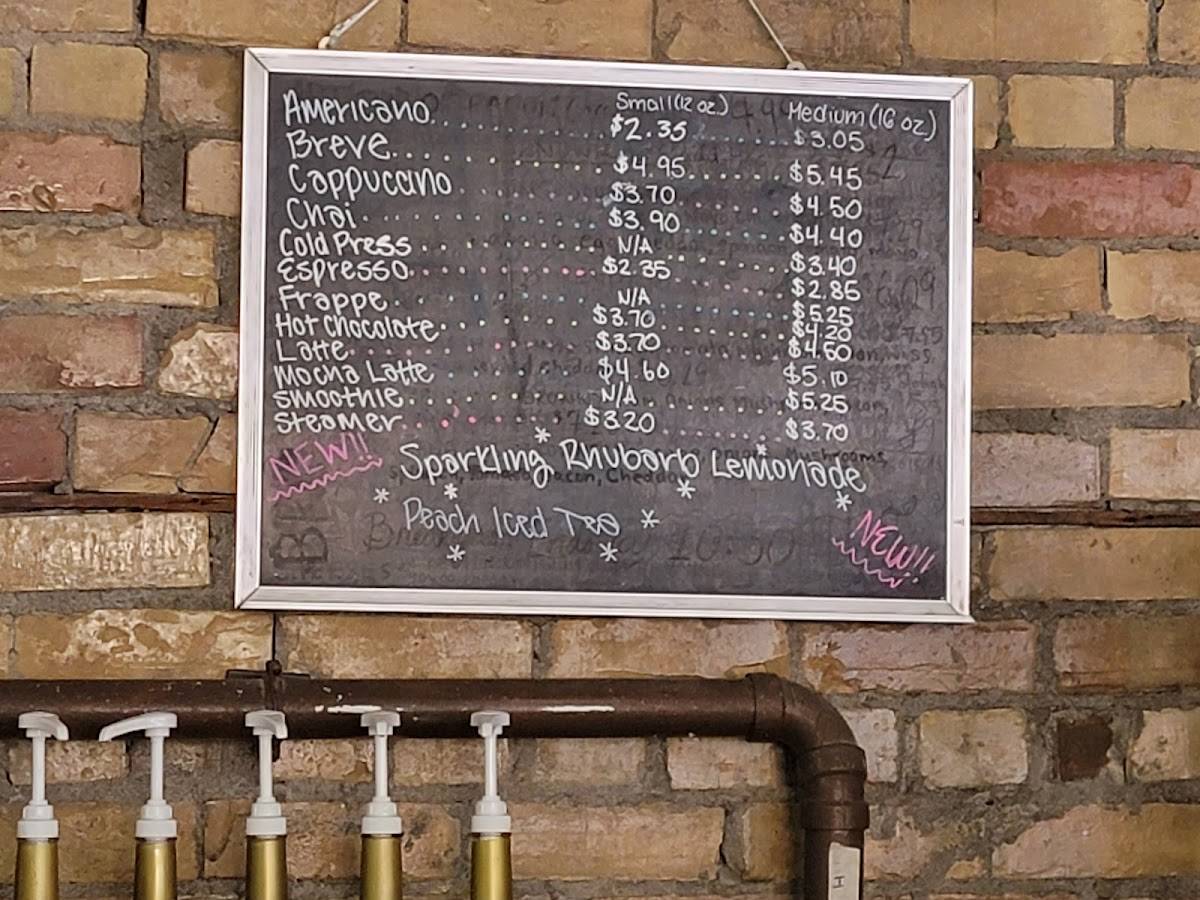 Small (12 oz.) Medium (16 oz)
Americano $2.35 $3.05
Breve $4.95 $5.45
Cappuccino $3.70 $4.50
Chai $3.90 $4.40
Cold Press N/A $3.40
Espresso $2.35 $2.85
Frappe N/A $5.25
Hot Chocolate $3.70 $4.20
Latte $3.70 $4.50
Mocha Latte $4.60 $5.10
Smoothie N/A $5.25
Steamer $3.20 $3.70
NEW!! Sparkling Rhubarb Lemonade
Peach Iced Tea
NEW!!
H